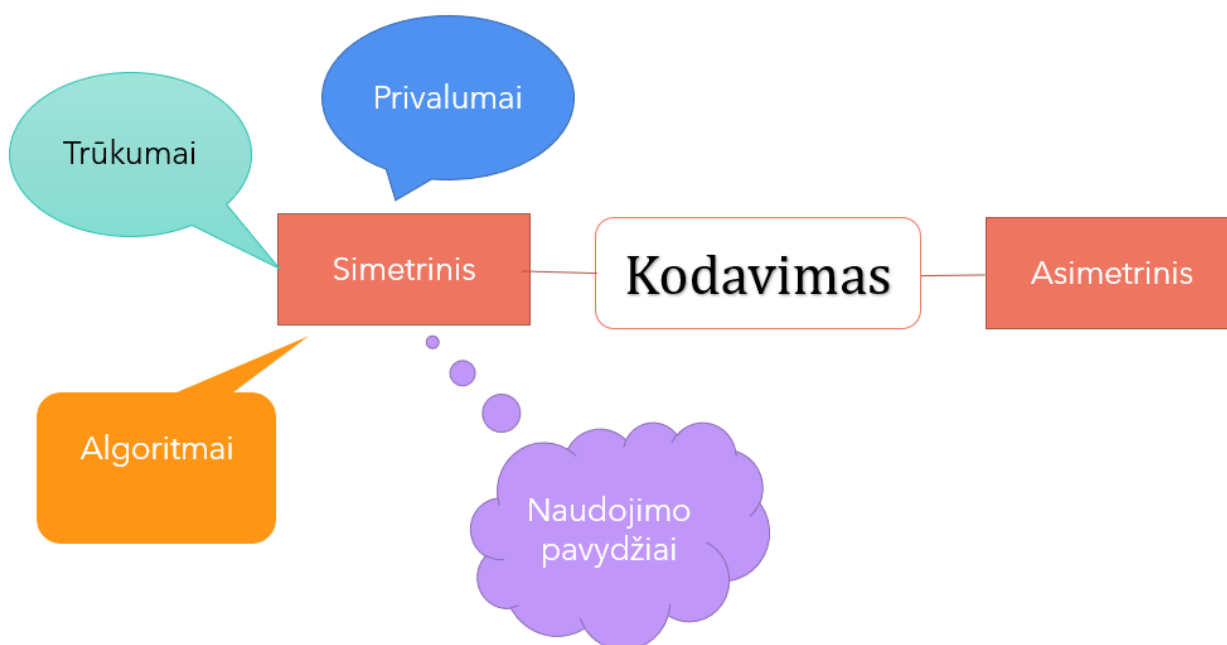 Privalumai
Trūkumai
Simetrinis
Kodavimas
Asimetrinis
Algoritmai
Naudojimo
pavydžiai